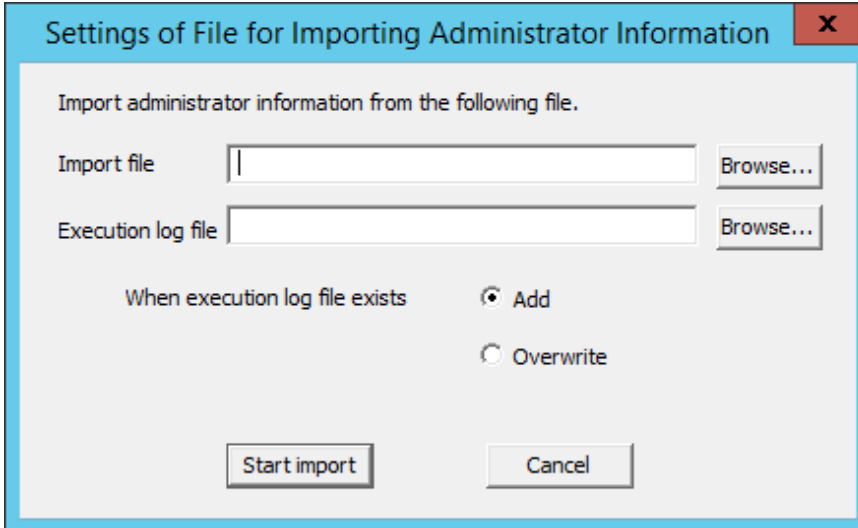 Settings of File for Importing Administrator Information
x
Import administrator information from the following file.
Import file Browse...
Execution log file Browse...
When execution log file exists Add
Overwrite
Start import Cancel